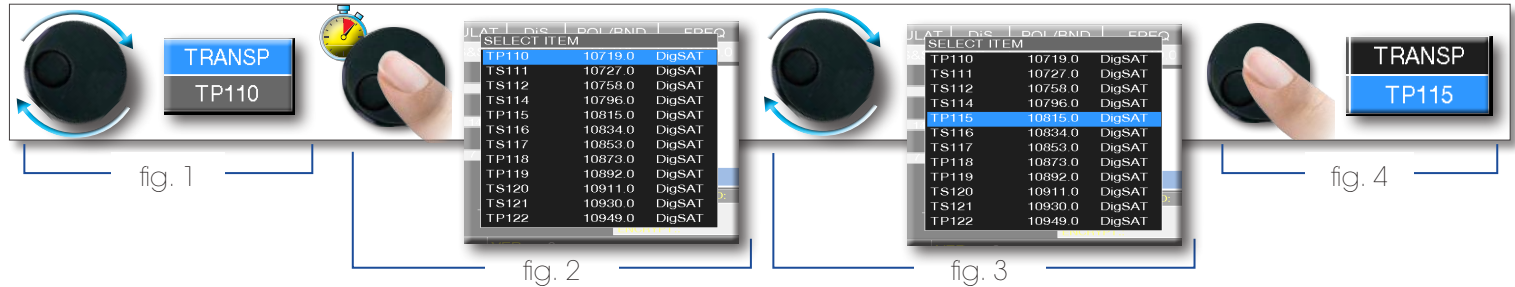 TRANSP
TP110
SELECT ITEM
TP110 10719.0 DigSAT
TS111 10727.0 DigSAT
TS112 10758.0 DigSAT
TS114 10796.0 DigSAT
TP115 10815.0 DigSAT
TS116 10834.0 DigSAT
TS117 10853.0 DigSAT
TP118 10873.0 DigSAT
TP119 10892.0 DigSAT
TS120 10911.0 DigSAT
TS121 10930.0 DigSAT
TP122 10949.0 DigSAT
SELECT ITEM
TP110 10719.0 DigSAT
TS111 10727.0 DigSAT
TS112 10758.0 DigSAT
TS114 10796.0 DigSAT
TP115 10815.0 DigSAT
TS116 10834.0 DigSAT
TS117 10853.0 DigSAT
TP118 10873.0 DigSAT
TP119 10892.0 DigSAT
TS120 10911.0 DigSAT
TS121 10930.0 DigSAT
TP122 10949.0 DigSAT
TRANSP
TP115
fig. 1
fig. 2
fig. 3
fig. 4